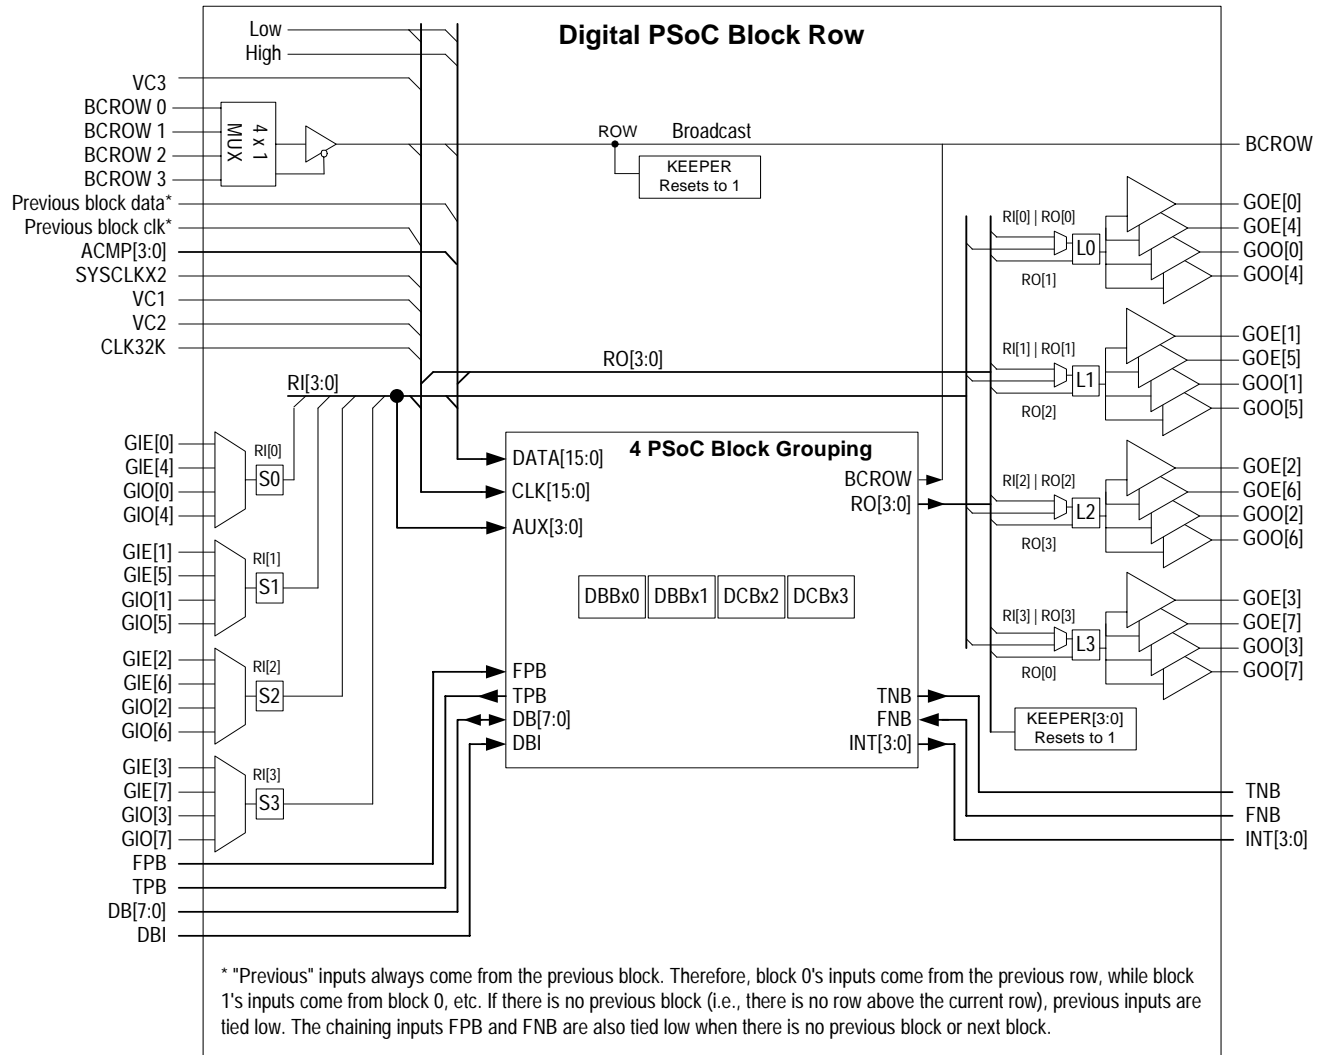 Digital PSoC Block Row
Low
High
VC3
BCROW 0
BCROW 1
BCROW 2
BCROW 3
4 x 1
MUX
ROW
Broadcast
BCROW
KEEPER
Resets to 1
Previous block data*
Previous block clk*
ACMP[3:0]
SYSCLKX2
VC1
VC2
CLK32K
RO[3:0]
RI[3:0]
GIE[0]
GIE[4]
GIO[0]
GIO[4]
RI[0]
S0
GIE[1]
GIE[5]
GIO[1]
GIO[5]
RI[1]
S1
GIE[2]
GIE[6]
GIO[2]
GIO[6]
RI[2]
S2
GIE[3]
GIE[7]
GIO[3]
GIO[7]
RI[3]
S3
FPB
TPB
DB[7:0]
DBI
4 PSoC Block Grouping
DATA[15:0]
CLK[15:0]
AUX[3:0]
BCROW
RO[3:0]
DBBx0
DBBx1
DCBx2
DCBx3
FPB
TPB
DB[7:0]
DBI
TNB
FNB
INT[3:0]
RI[0] | RO[0]
L0
RO[1]
GOE[0]
GOE[4]
GOO[0]
GOO[4]
RI[1] | RO[1]
L1
RO[2]
GOE[1]
GOE[5]
GOO[1]
GOO[5]
RI[2] | RO[2]
L2
RO[3]
GOE[2]
GOE[6]
GOO[2]
GOO[6]
RI[3] | RO[3]
L3
RO[0]
GOE[3]
GOE[7]
GOO[3]
GOO[7]
KEEPER[3:0]
Resets to 1
TNB
FNB
INT[3:0]
* "Previous" inputs always come from the previous block. Therefore, block 0's inputs come from the previous row, while block
1's inputs come from block 0, etc. If there is no previous block (i.e., there is no row above the current row), previous inputs are
tied low. The chaining inputs FPB and FNB are also tied low when there is no previous block or next block.